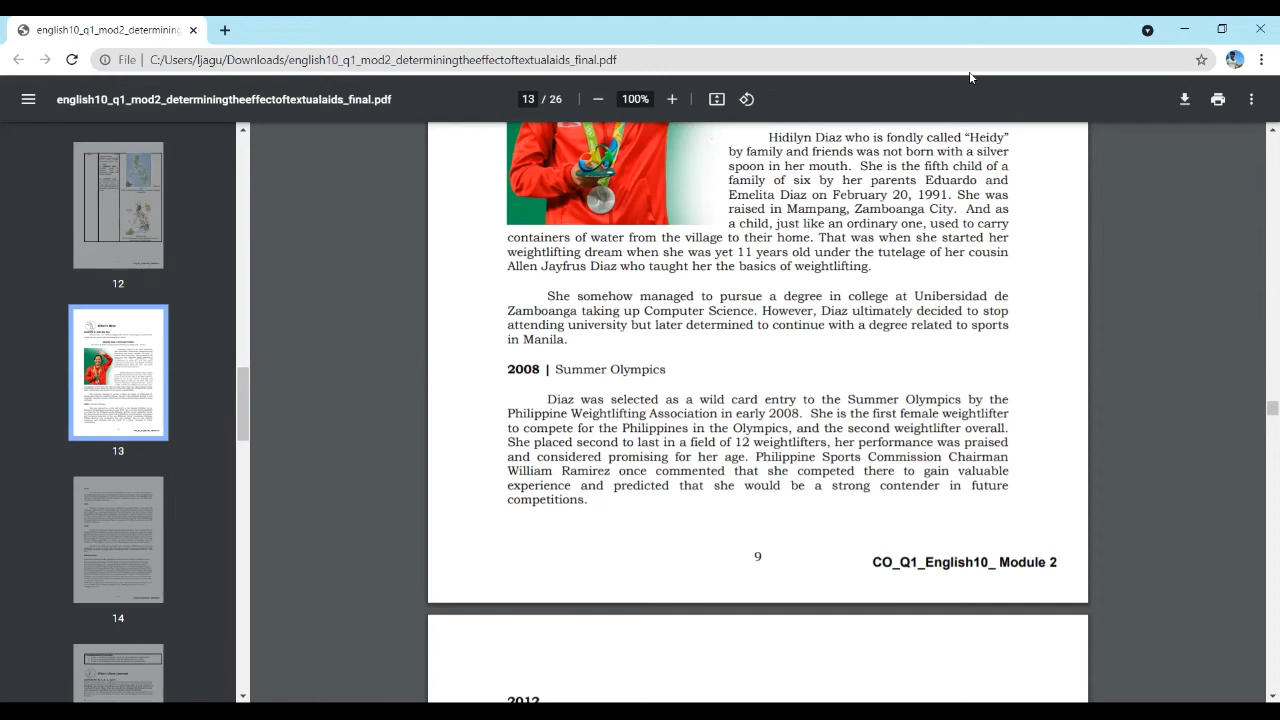 english10_q1_mod2_determining
File | C:/Users/ljagu/Downloads/english10_q1_mod2_determiningtheeffectoftextualaids_final.pdf
english10_q1_mod2_determiningtheeffectoftextualaids_final.pdf
13 / 26
100%
12
13
14
Hidilyn Diaz who is fondly called “Heidy”
by family and friends was not born with a silver
spoon in her mouth. She is the fifth child of a
family of six by her parents Eduardo and
Emelita Diaz on February 20, 1991. She was
raised in Mampang, Zamboanga City. And as
a child, just like an ordinary one, used to carry
containers of water from the village to their home. That was when she started her
weightlifting dream when she was yet 11 years old under the tutelage of her cousin
Allen Jayfrus Diaz who taught her the basics of weightlifting.
She somehow managed to pursue a degree in college at Unibersidad de
Zamboanga taking up Computer Science. However, Diaz ultimately decided to stop
attending university but later determined to continue with a degree related to sports
in Manila.
2008 | Summer Olympics
Diaz was selected as a wild card entry to the Summer Olympics by the
Philippine Weightlifting Association in early 2008. She is the first female weightlifter
to compete for the Philippines in the Olympics, and the second weightlifter overall.
She placed second to last in a field of 12 weightlifters, her performance was praised
and considered promising for her age. Philippine Sports Commission Chairman
William Ramirez once commented that she competed there to gain valuable
experience and predicted that she would be a strong contender in future
competitions.
9
CO_Q1_English10_ Module 2
2012